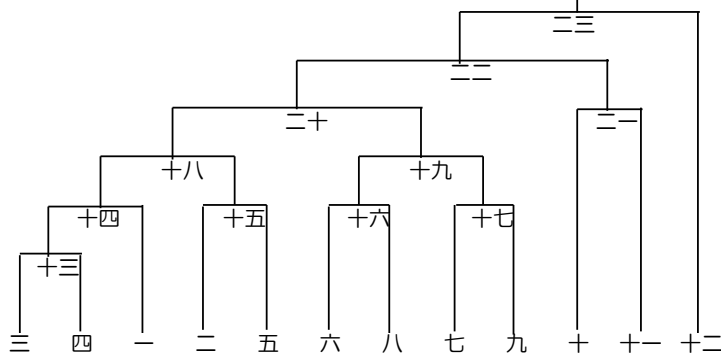 二三
二二
二十 二一
十八 十九
十四 十五 十六 十七
十三
三 四 一 二 五 六 八 七 九 十 十一 十二